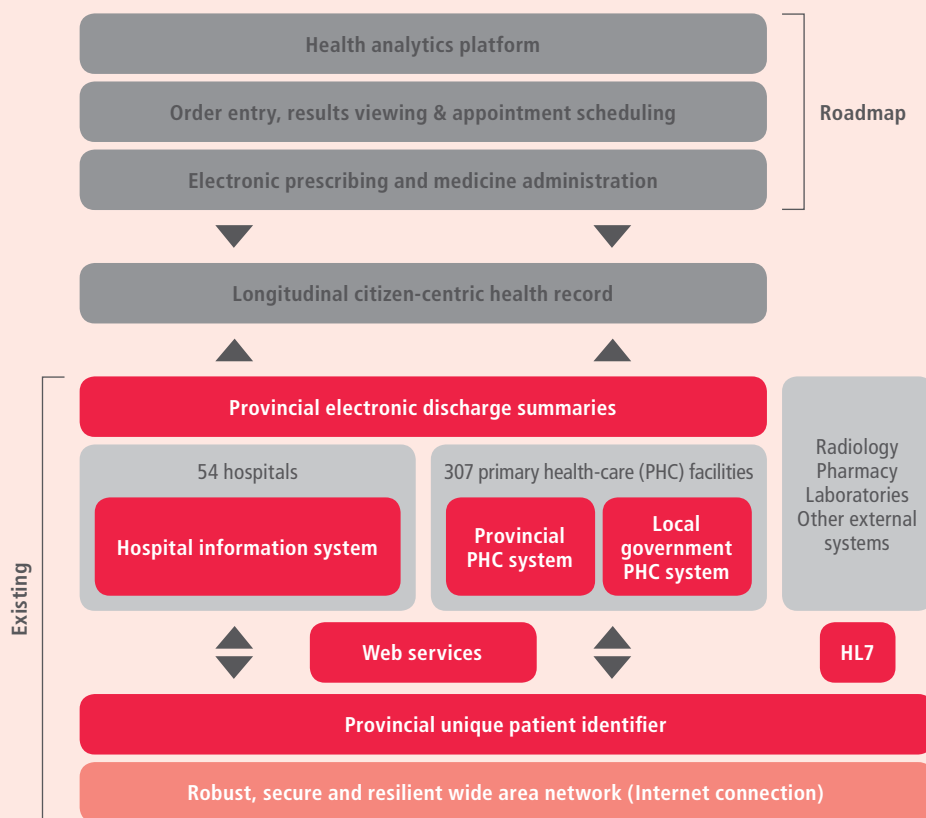 Health analytics platform
Order entry, results viewing & appointment scheduling
Roadmap
Electronic prescribing and medicine administration
Longitudinal citizen-centric health record
Provincial electronic discharge summaries
54 hospitals
Hospital information system
307 primary health-care (PHC) facilities
Provincial
PHC system
Local
government
PHC system
Radiology
Pharmacy
Laboratories
Other external
systems
Existing
Web services
HL7
Provincial unique patient identifier
Robust, secure and resilient wide area network (Internet connection)